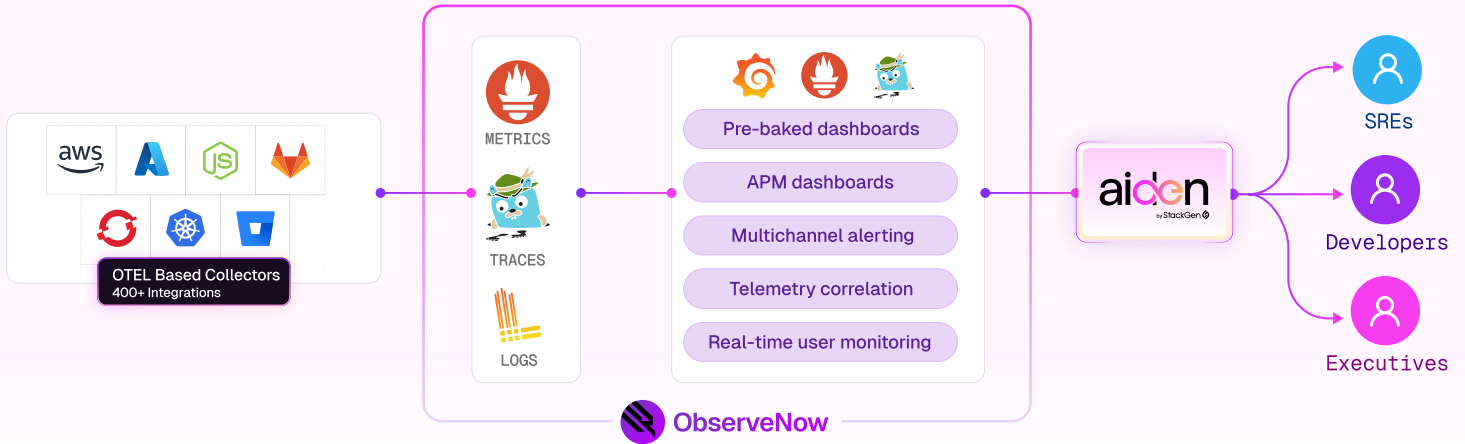 aws
JS
OTEL Based Collectors
400+ Integrations
METRICS
TRACES
LOGS
Pre-baked dashboards
APM dashboards
Multichannel alerting
Telemetry correlation
Real-time user monitoring
ObserveNow
aiden
by StackGen
SREs
Developers
Executives